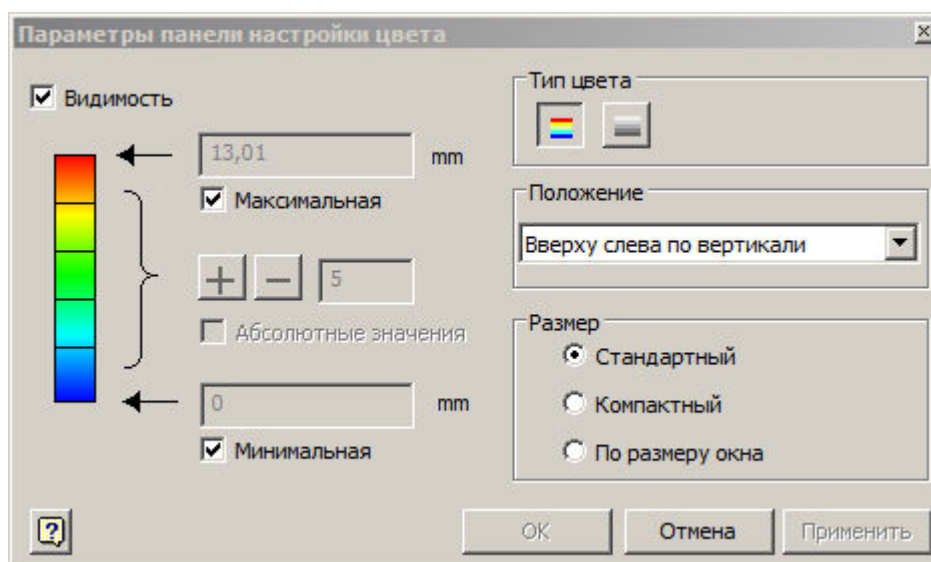 Параметры панели настройки цвета
Видимость
13,01 mm
Максимальная
5
Абсолютные значения
0 mm
Минимальная
Тип цвета
Положение
Вверху слева по вертикали
Размер
Стандартный
Компактный
По размеру окна
OK Отмена Применить